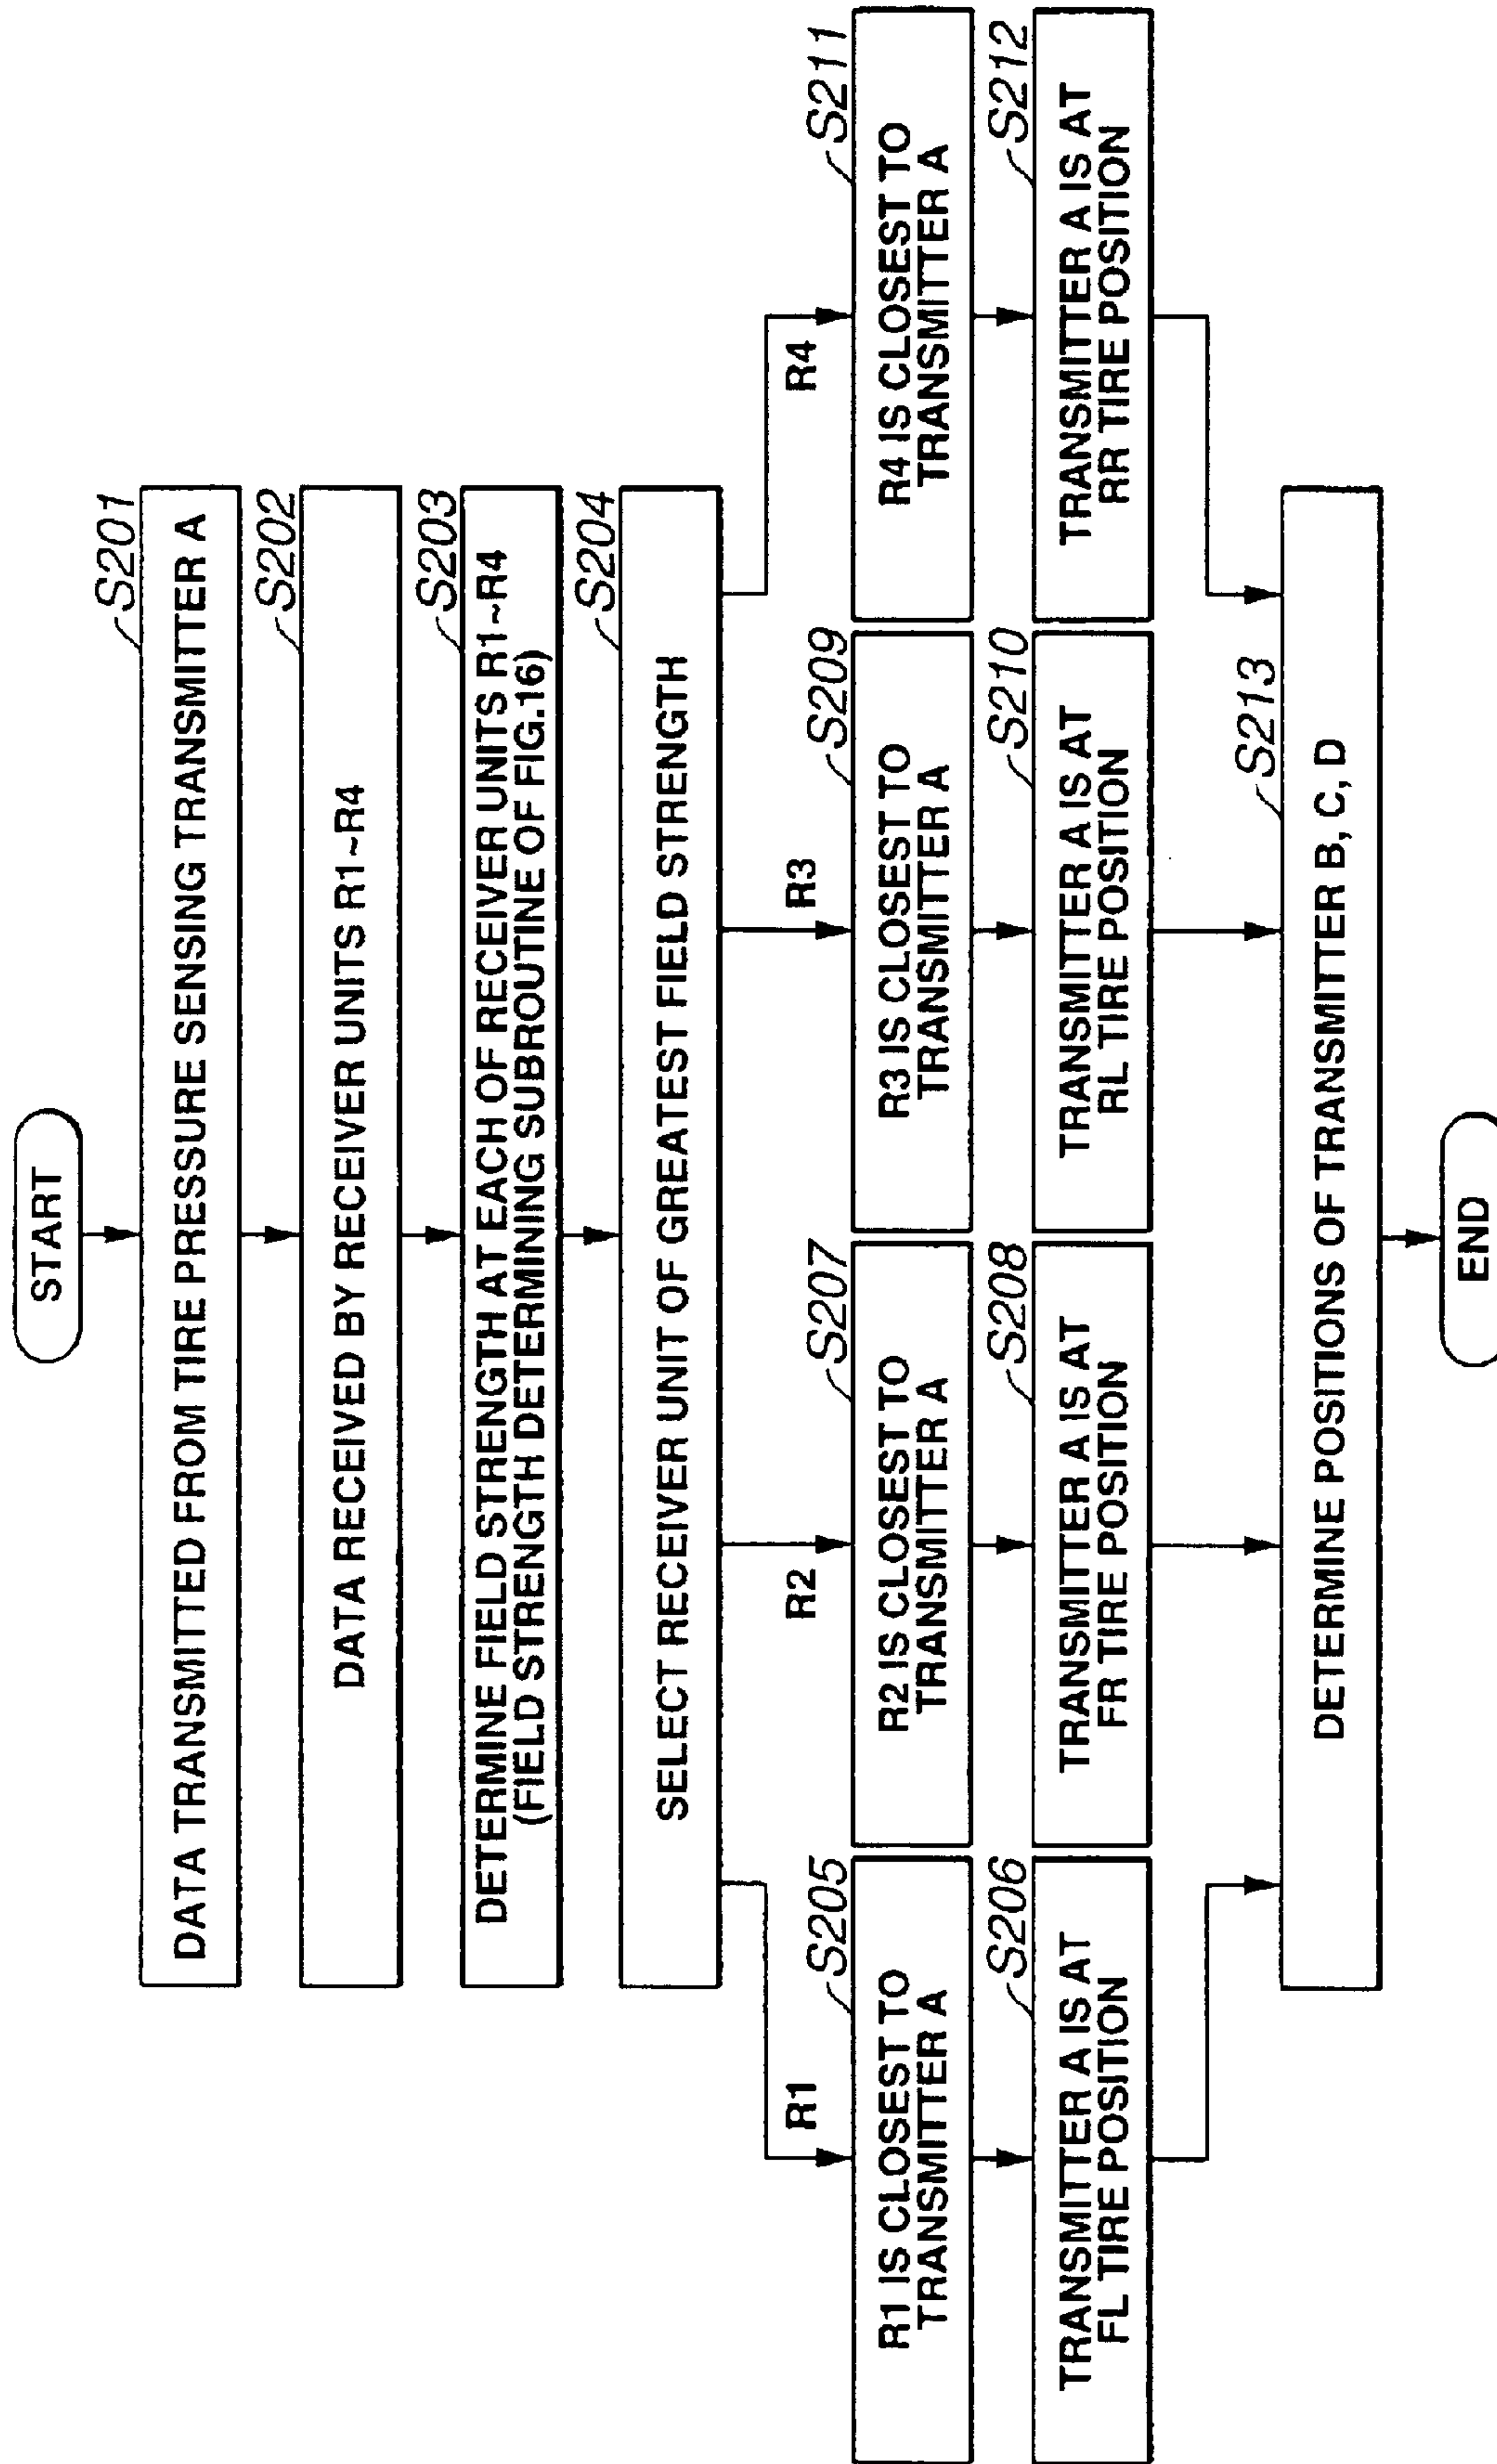 START
S201
DATA TRANSMITTED FROM TIRE PRESSURE SENSING TRANSMITTER A
S202
DATA RECEIVED BY RECEIVER UNITS R1~R4
S203
DETERMINE FIELD STRENGTH AT EACH OF RECEIVER UNITS R1~R4
(FIELD STRENGTH DETERMINING SUBROUTINE OF FIG.16)
S204
SELECT RECEIVER UNIT OF GREATEST FIELD STRENGTH
R1
R2
R3
R4
S205
R1 IS CLOSEST TO
TRANSMITTER A
S207
R2 IS CLOSEST TO
TRANSMITTER A
S209
R3 IS CLOSEST TO
TRANSMITTER A
S211
R4 IS CLOSEST TO
TRANSMITTER A
S206
TRANSMITTER A IS AT
FL TIRE POSITION
S208
TRANSMITTER A IS AT
FR TIRE POSITION
S210
TRANSMITTER A IS AT
RL TIRE POSITION
S212
TRANSMITTER A IS AT
RR TIRE POSITION
S213
DETERMINE POSITIONS OF TRANSMITTER B, C, D
END